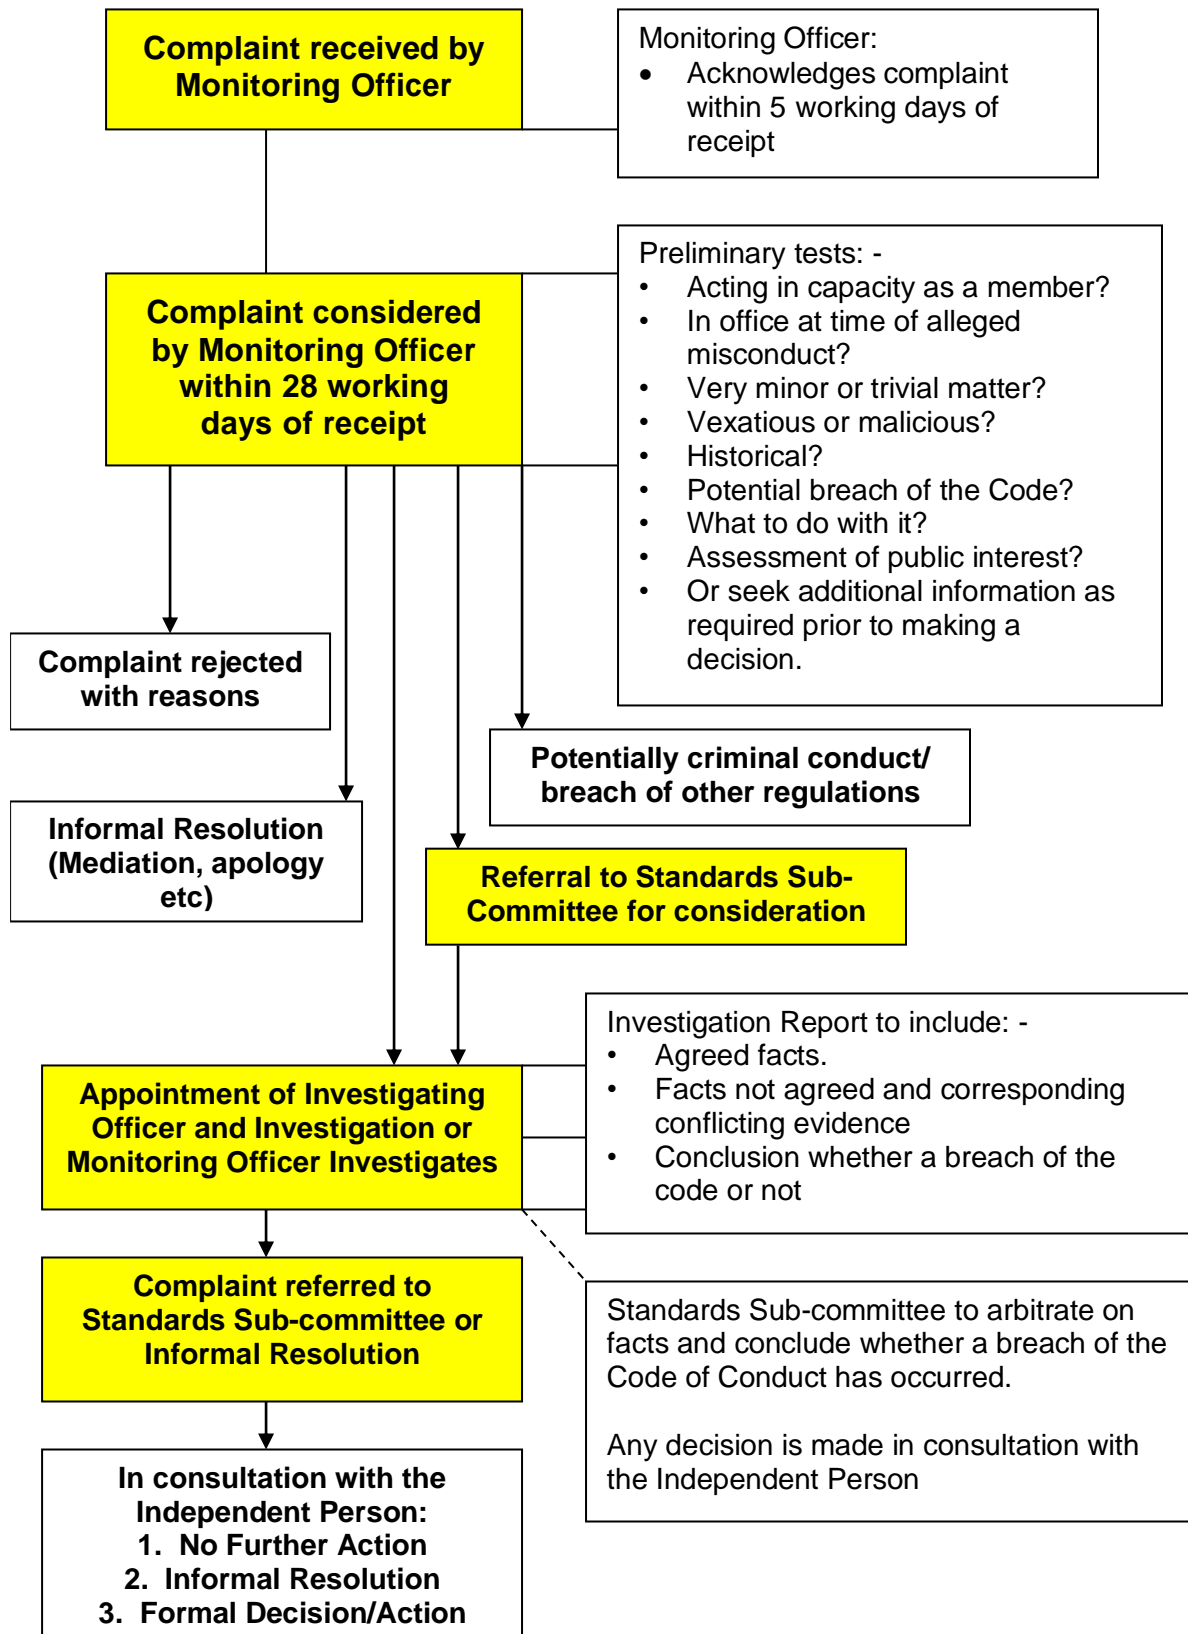 Complaint received by
Monitoring Officer
Monitoring Officer:
• Acknowledges complaint
within 5 working days of
receipt
Complaint considered
by Monitoring Officer
within 28 working
days of receipt
Preliminary tests: -
• Acting in capacity as a member?
• In office at time of alleged
misconduct?
• Very minor or trivial matter?
• Vexatious or malicious?
• Historical?
• Potential breach of the Code?
• What to do with it?
• Assessment of public interest?
• Or seek additional information as
required prior to making a
decision.
Complaint rejected
with reasons
Potentially criminal conduct/
breach of other regulations
Informal Resolution
(Mediation, apology
etc)
Referral to Standards Sub-
Committee for consideration
Appointment of Investigating
Officer and Investigation or
Monitoring Officer Investigates
Investigation Report to include: -
• Agreed facts.
• Facts not agreed and corresponding
conflicting evidence
• Conclusion whether a breach of the
code or not
Complaint referred to
Standards Sub-committee or
Informal Resolution
Standards Sub-committee to arbitrate on
facts and conclude whether a breach of the
Code of Conduct has occurred.
Any decision is made in consultation with
the Independent Person
In consultation with the
Independent Person:
1. No Further Action
2. Informal Resolution
3. Formal Decision/Action